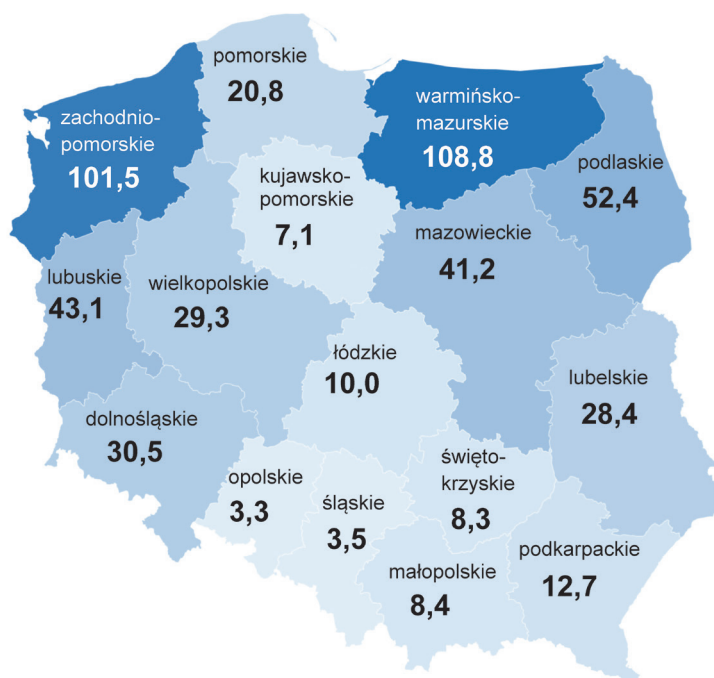 pomorskie
20,8
warmińsko-
mazurskie
108,8
zachodnio-
pomorskie
101,5
podlaskie
52,4
kujawsko-
pomorskie
7,1
mazowieckie
41,2
lubuskie
43,1
wielkopolskie
29,3
łódzkie
10,0
lubelskie
28,4
dolnośląskie
30,5
święto-
krzyskie
8,3
opolskie
3,3
śląskie
3,5
podkarpackie
12,7
małopolskie
8,4